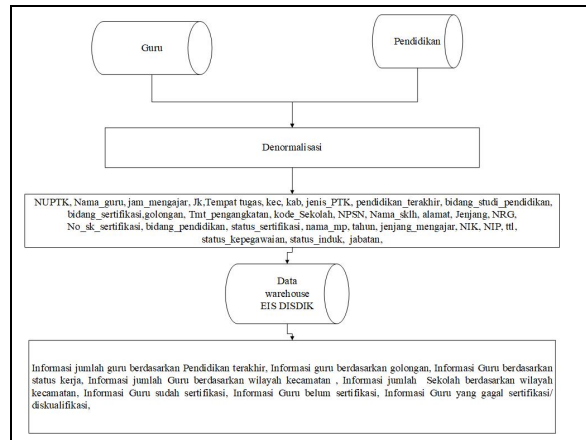 Guru
Pendidikan
Denormalisasi
NUPTK, Nama_guru, jam_mengajar, Jk,Tempat tugas, kec, kab, jenis_PTK, pendidikan_terakhir, bidang_studi_pendidikan,
bidang_sertifikasi,golongan, Tmt_pengangkatan, kode_Sekolah, NPSN, Nama_sklh, alamat, Jenjang, NRG,
No_sk_sertifikasi, bidang_pendidikan, status_sertifikasi, nama_mp, tahun, jenjang_mengajar, NIK, NIP, ttl,
status_kepegawaian, status_induk, jabatan,
Data
warehouse
EIS DISDIK
Informasi jumlah guru berdasarkan Pendidikan terakhir, Informasi guru berdasarkan golongan, Informasi Guru berdasarkan
status kerja, Informasi jumlah Guru berdasarkan wilayah kecamatan , Informasi jumlah Sekolah berdasarkan wilayah
kecamatan, Informasi Guru sudah sertifikasi, Informasi Guru belum sertifikasi, Informasi Guru yang gagal sertifikasi/
diskualifikasi,